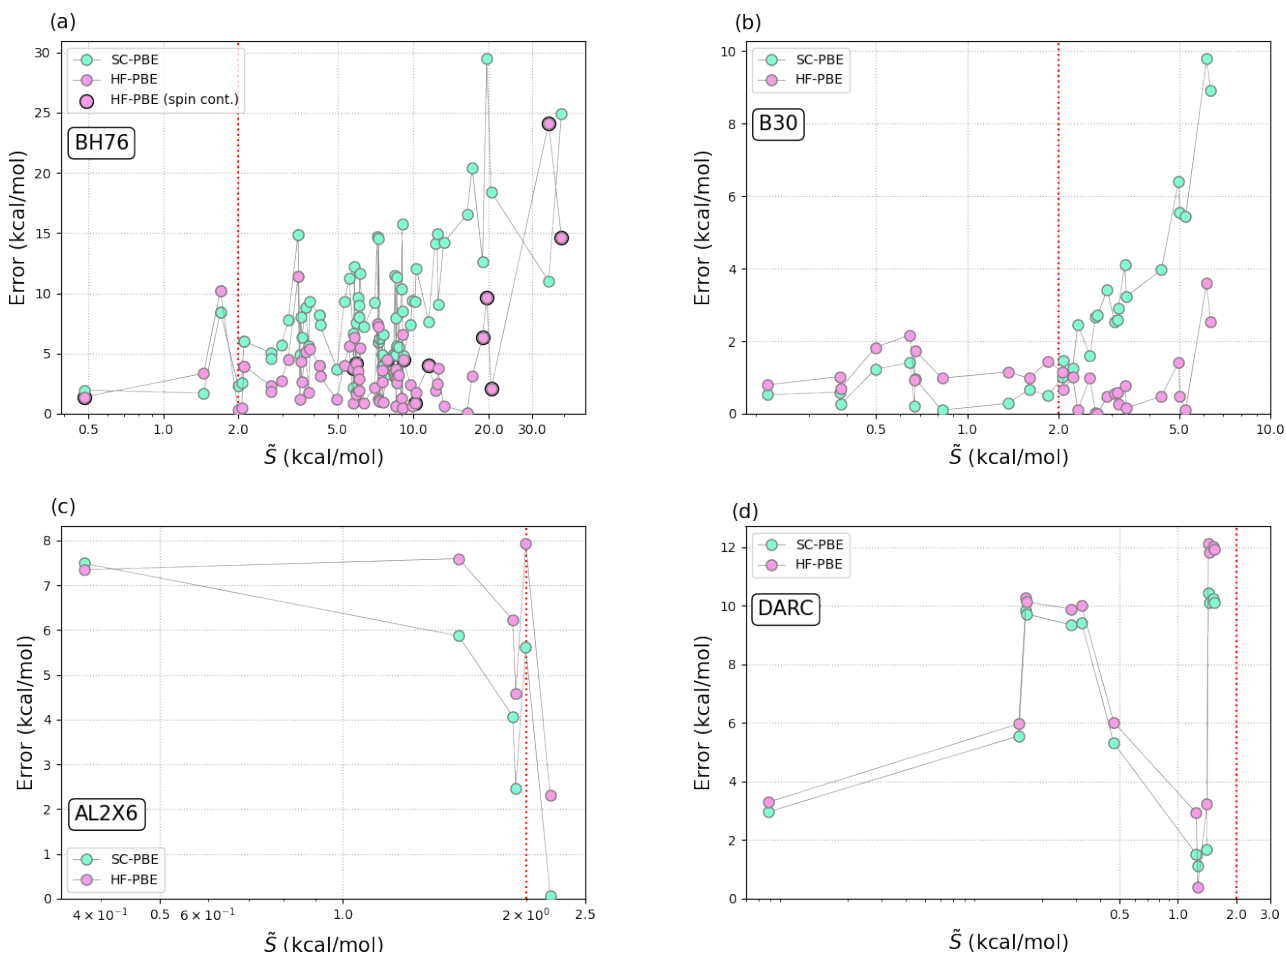 (a)
30
25
20
15
10
5
0
Error (kcal/mol)
SC-PBE
HF-PBE
HF-PBE (spin cont.)
BH76
0.5 1.0 2.0 5.0 10.0 20.0 30.0
S̃ (kcal/mol)
(b)
10
8
6
4
2
0
Error (kcal/mol)
SC-PBE
HF-PBE
B30
0.5 1.0 2.0 5.0 10.0
S̃ (kcal/mol)
(c)
8
7
6
5
4
3
2
1
0
Error (kcal/mol)
AL2X6
SC-PBE
HF-PBE
4 × 10⁻¹ 0.5 6 × 10⁻¹ 1.0 2 × 10⁰ 2.5
S̃ (kcal/mol)
(d)
12
10
8
6
4
2
0
Error (kcal/mol)
SC-PBE
HF-PBE
DARC
0.5 1.0 2.0 3.0
S̃ (kcal/mol)